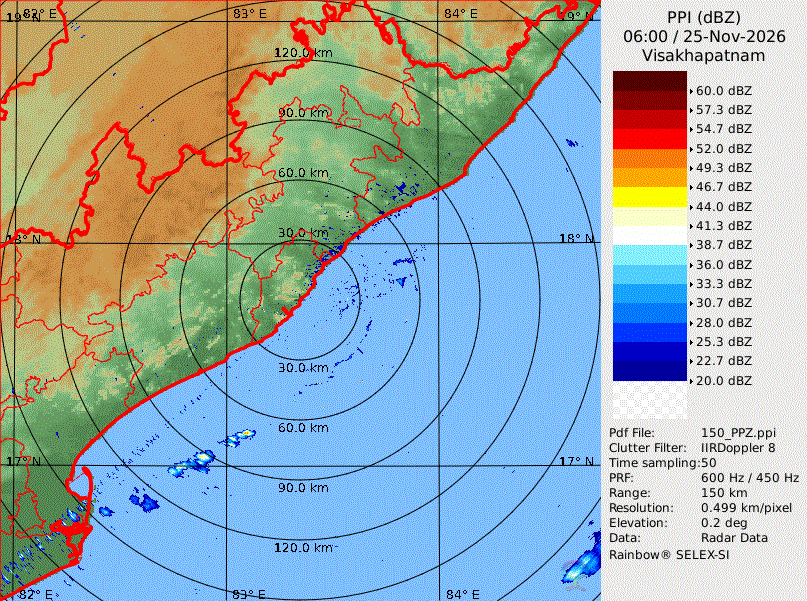 PPI (dBZ)
06:00 / 25-Nov-2026
Visakhapatnam
60.0 dBZ
57.3 dBZ
54.7 dBZ
52.0 dBZ
49.3 dBZ
46.7 dBZ
44.0 dBZ
41.3 dBZ
38.7 dBZ
36.0 dBZ
33.3 dBZ
30.7 dBZ
28.0 dBZ
25.3 dBZ
22.7 dBZ
20.0 dBZ
Pdf File: 150_PPZ.ppi
Clutter Filter: IIRDoppler 8
Time sampling:50
PRF: 600 Hz / 450 Hz
Range: 150 km
Resolution: 0.499 km/pixel
Elevation: 0.2 deg
Data: Radar Data
Rainbow® SELEX-SI
82° E 83° E 84° E
19° N 19° N
120.0 km
90.0 km
60.0 km
30.0 km
18° N 18° N
30.0 km
60.0 km
17° N 17° N
90.0 km
120.0 km
82° E 83° E 84° E